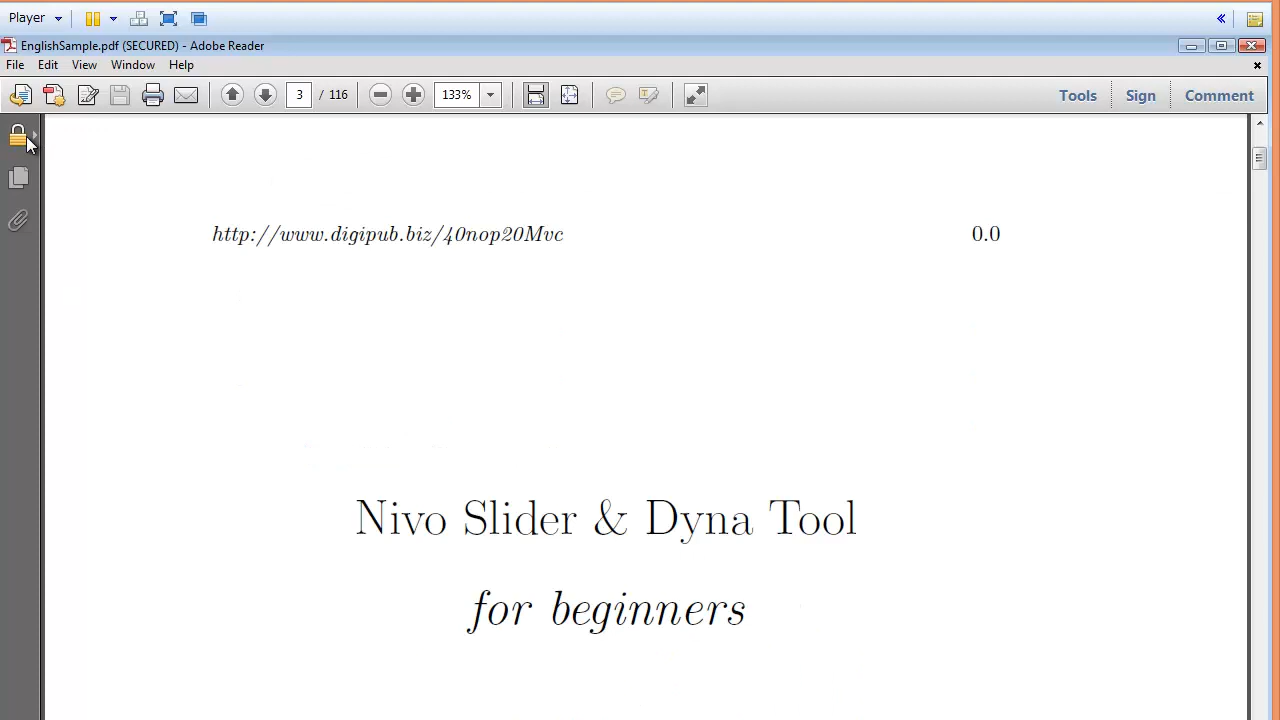 Player
EnglishSample.pdf (SECURED) - Adobe Reader
File Edit View Window Help
3 / 116 133% Tools Sign Comment
http://www.digipub.biz/40nop20Mvc 0.0
Nivo Slider & Dyna Tool
for beginners